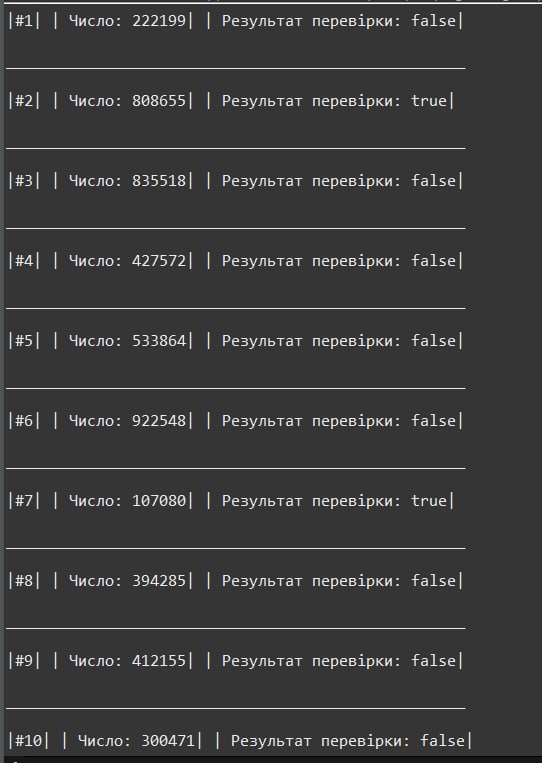 |#1| | Число: 222199| | Результат перевірки: false|
|#2| | Число: 808655| | Результат перевірки: true|
|#3| | Число: 835518| | Результат перевірки: false|
|#4| | Число: 427572| | Результат перевірки: false|
|#5| | Число: 533864| | Результат перевірки: false|
|#6| | Число: 922548| | Результат перевірки: false|
|#7| | Число: 107080| | Результат перевірки: true|
|#8| | Число: 394285| | Результат перевірки: false|
|#9| | Число: 412155| | Результат перевірки: false|
|#10| | Число: 300471| | Результат перевірки: false|